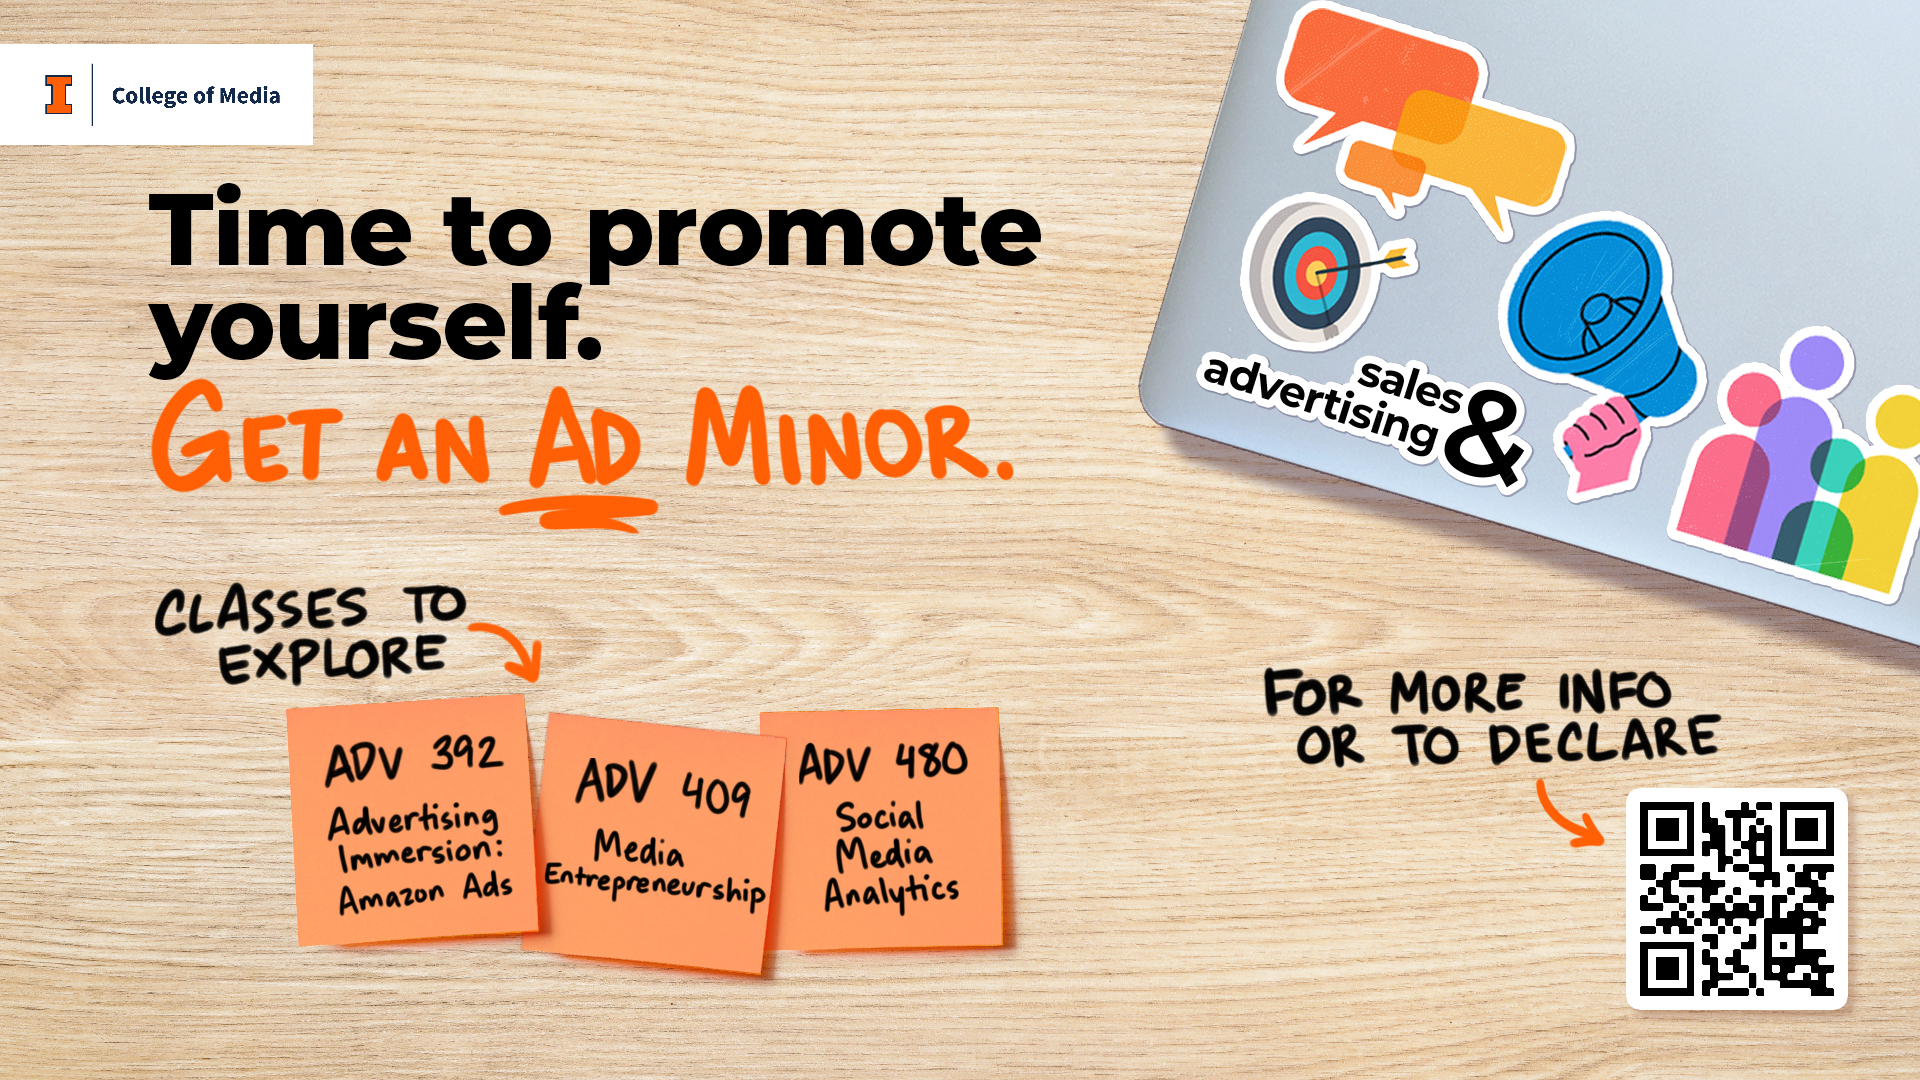 I
College of Media
Time to promote
yourself.
GET AN AD MINOR.
sales
advertising
&
CLASSES TO
EXPLORE
ADV 392
Advertising
Immersion:
Amazon Ads
ADV 409
Media
Entrepreneurship
ADV 480
Social
Media
Analytics
FOR MORE INFO
OR TO DECLARE